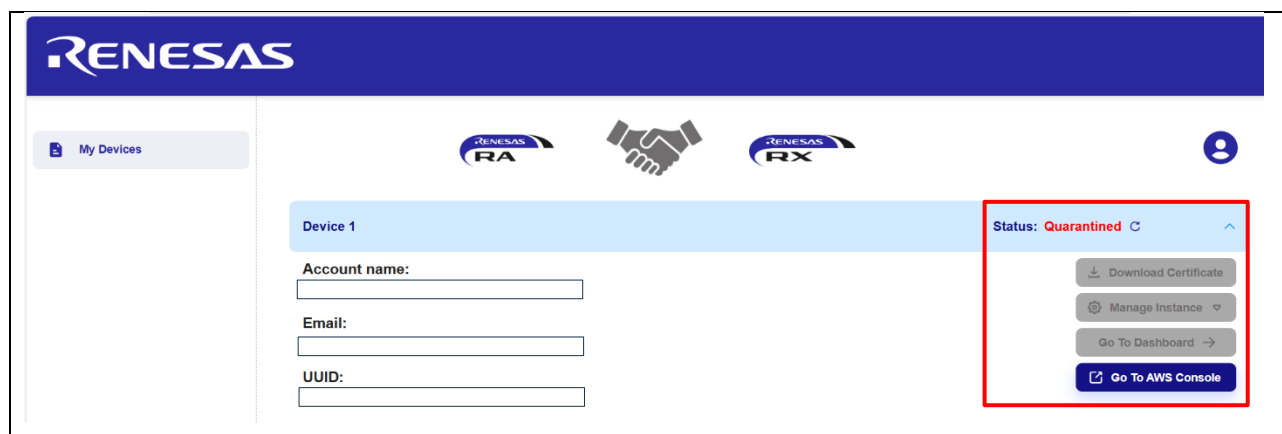 RENESAS
My Devices
RENESAS
RA
RENESAS
RX
Device 1
Status: Quarantined
Account name:
Download Certificate
Manage Instance
Email:
Go To Dashboard
UUID:
Go To AWS Console